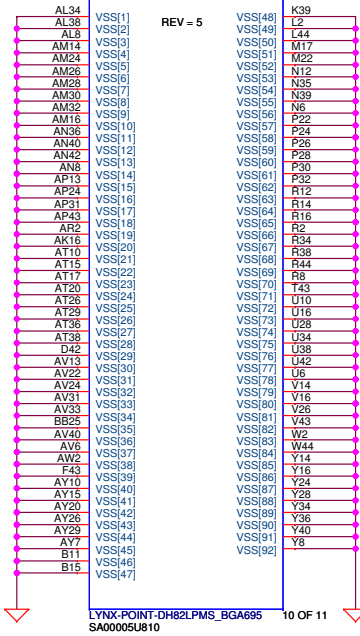 AL34 VSS[1] VSS[48] K39
REV = 5
AL38 VSS[2] VSS[49] L2
AL8 VSS[3] VSS[50] L44
AM14 VSS[4] VSS[51] M17
AM24 VSS[5] VSS[52] M22
AM26 VSS[6] VSS[53] N12
AM28 VSS[7] VSS[54] N35
AM30 VSS[8] VSS[55] N39
AM32 VSS[9] VSS[56] N6
AM16 VSS[10] VSS[57] P22
AN36 VSS[11] VSS[58] P24
AN40 VSS[12] VSS[59] P26
AN42 VSS[13] VSS[60] P28
AN8 VSS[14] VSS[61] P30
AP13 VSS[15] VSS[62] P32
AP24 VSS[16] VSS[63] R12
AP31 VSS[17] VSS[64] R14
AP43 VSS[18] VSS[65] R16
AR2 VSS[19] VSS[66] R2
AK16 VSS[20] VSS[67] R34
AT10 VSS[21] VSS[68] R38
AT15 VSS[22] VSS[69] R44
AT17 VSS[23] VSS[70] R8
AT20 VSS[24] VSS[71] T43
AT26 VSS[25] VSS[72] U10
AT29 VSS[26] VSS[73] U16
AT36 VSS[27] VSS[74] U28
AT38 VSS[28] VSS[75] U34
D42 VSS[29] VSS[76] U38
AV13 VSS[30] VSS[77] U42
AV22 VSS[31] VSS[78] U6
AV24 VSS[32] VSS[79] V14
AV31 VSS[33] VSS[80] V16
AV33 VSS[34] VSS[81] V26
BB25 VSS[35] VSS[82] V43
AV40 VSS[36] VSS[83] W2
AV6 VSS[37] VSS[84] W44
AW2 VSS[38] VSS[85] Y14
F43 VSS[39] VSS[86] Y16
AY10 VSS[40] VSS[87] Y24
AY15 VSS[41] VSS[88] Y28
AY20 VSS[42] VSS[89] Y34
AY26 VSS[43] VSS[90] Y36
AY29 VSS[44] VSS[91] Y40
AY7 VSS[45] VSS[92] Y8
B11 VSS[46]
B15 VSS[47]
LYNX-POINT-DH82LPMS_BGA695 10 OF 11
SA00005U810